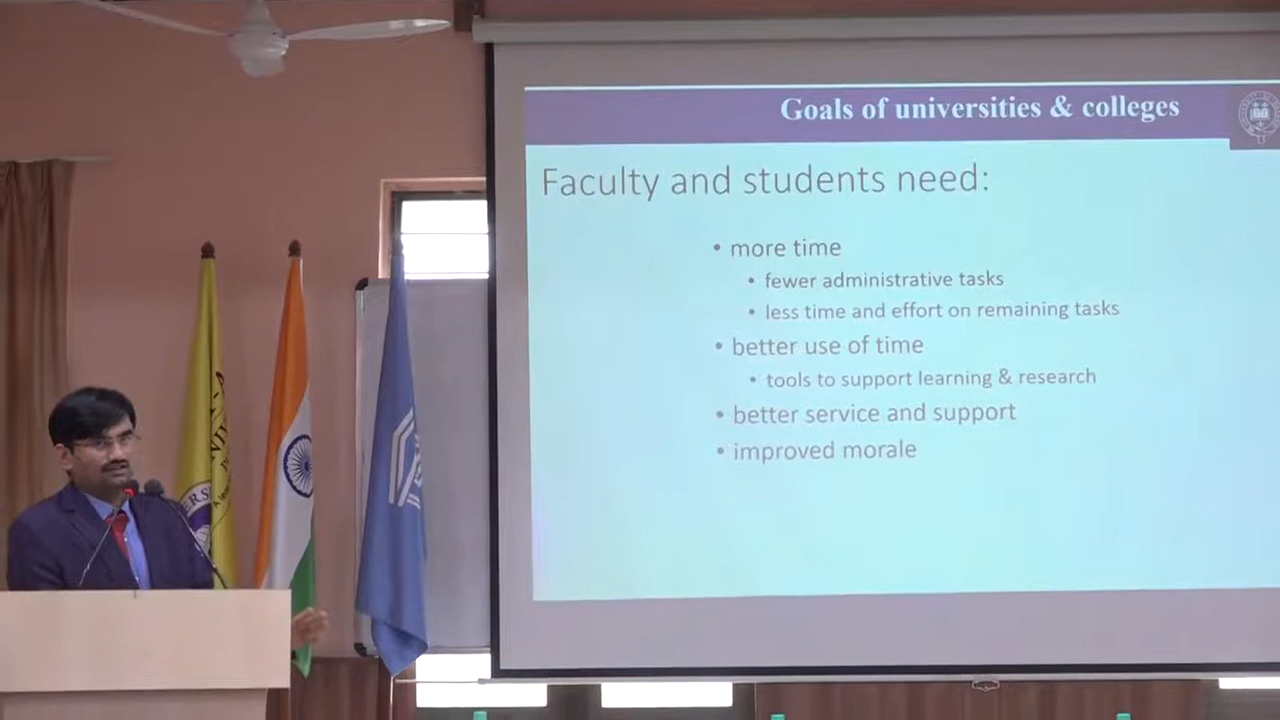 Goals of universities & colleges
Faculty and students need:
• more time
• fewer administrative tasks
• less time and effort on remaining tasks
• better use of time
• tools to support learning & research
• better service and support
• improved morale